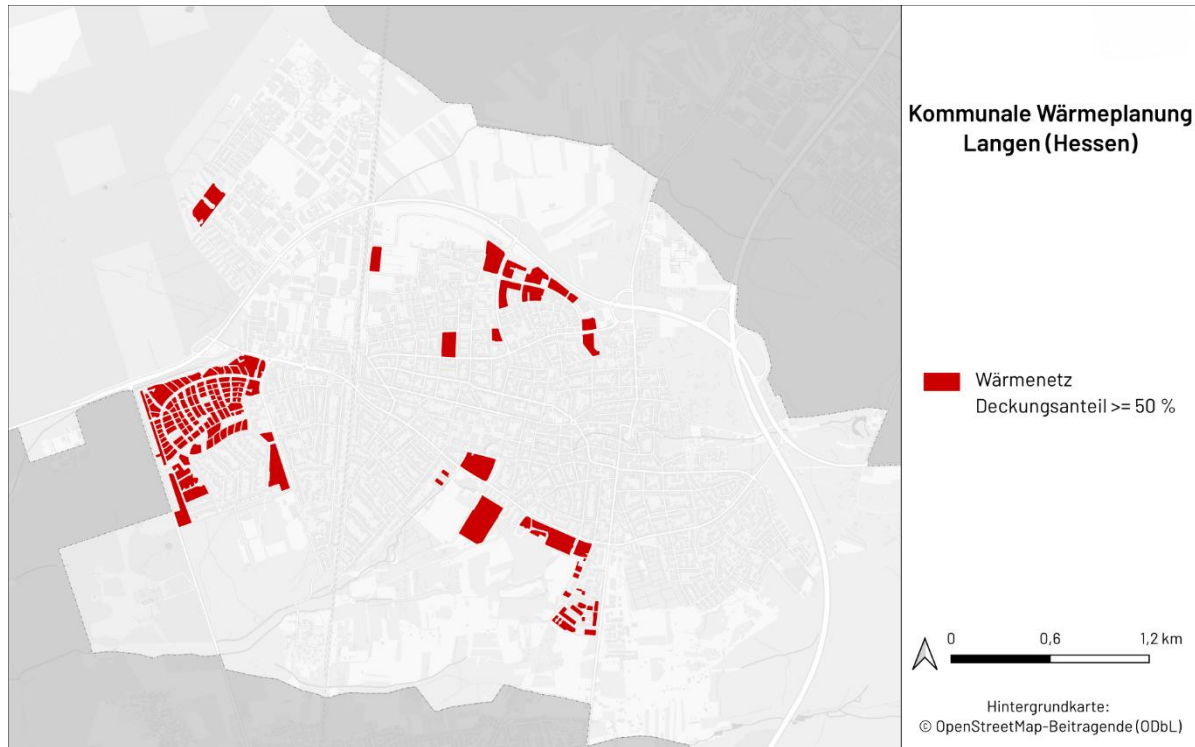 Kommunale Wärmeplanung
Langen (Hessen)
Wärmenetz
Deckungsanteil >= 50 %
0 0,6 1,2 km
Hintergrundkarte:
© OpenStreetMap-Beitragende (ODbL)